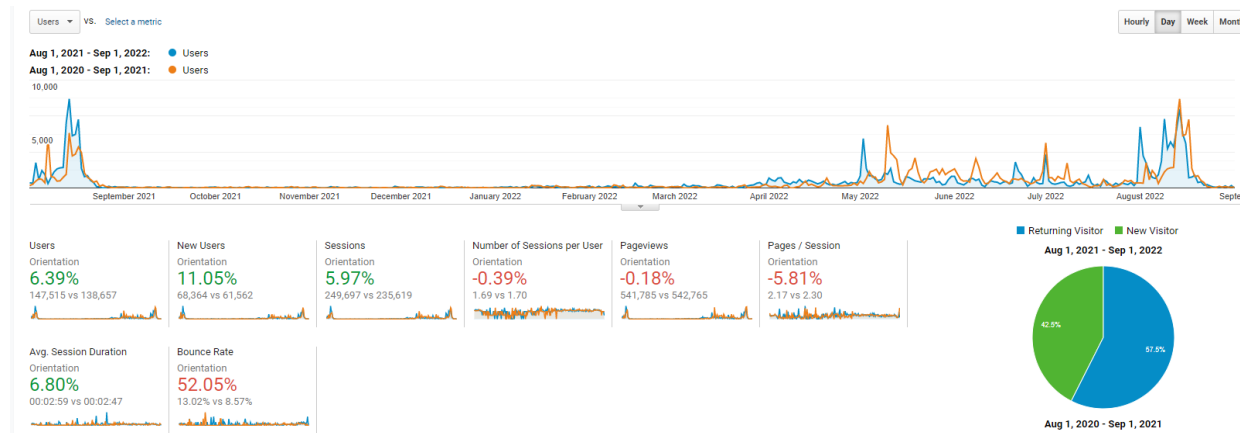 Users vs. Select a metric
Hourly Day Week Mont
Aug 1, 2021 - Sep 1, 2022: Users
Aug 1, 2020 - Sep 1, 2021: Users
10,000
5,000
September 2021 October 2021 November 2021 December 2021 January 2022 February 2022 March 2022 April 2022 May 2022 June 2022 July 2022 August 2022 Septe
Returning Visitor New Visitor
Aug 1, 2021 - Sep 1, 2022
42.5%
57.5%
Aug 1, 2020 - Sep 1, 2021
Users
Orientation
6.39%
147,515 vs 138,657
New Users
Orientation
11.05%
68,364 vs 61,562
Sessions
Orientation
5.97%
249,697 vs 235,619
Number of Sessions per User
Orientation
-0.39%
1.69 vs 1.70
Pageviews
Orientation
-0.18%
541,785 vs 542,765
Pages / Session
Orientation
-5.81%
2.17 vs 2.30
Avg. Session Duration
Orientation
6.80%
00:02:59 vs 00:02:47
Bounce Rate
Orientation
52.05%
13.02% vs 8.57%